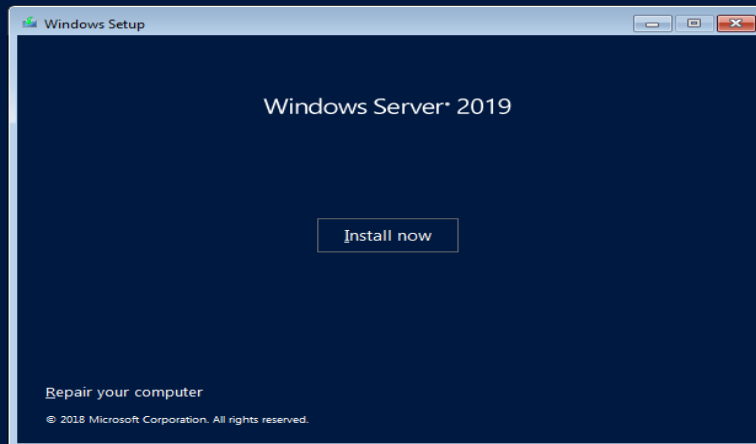 Windows Setup
Windows Server® 2019
Install now
Repair your computer
© 2018 Microsoft Corporation. All rights reserved.